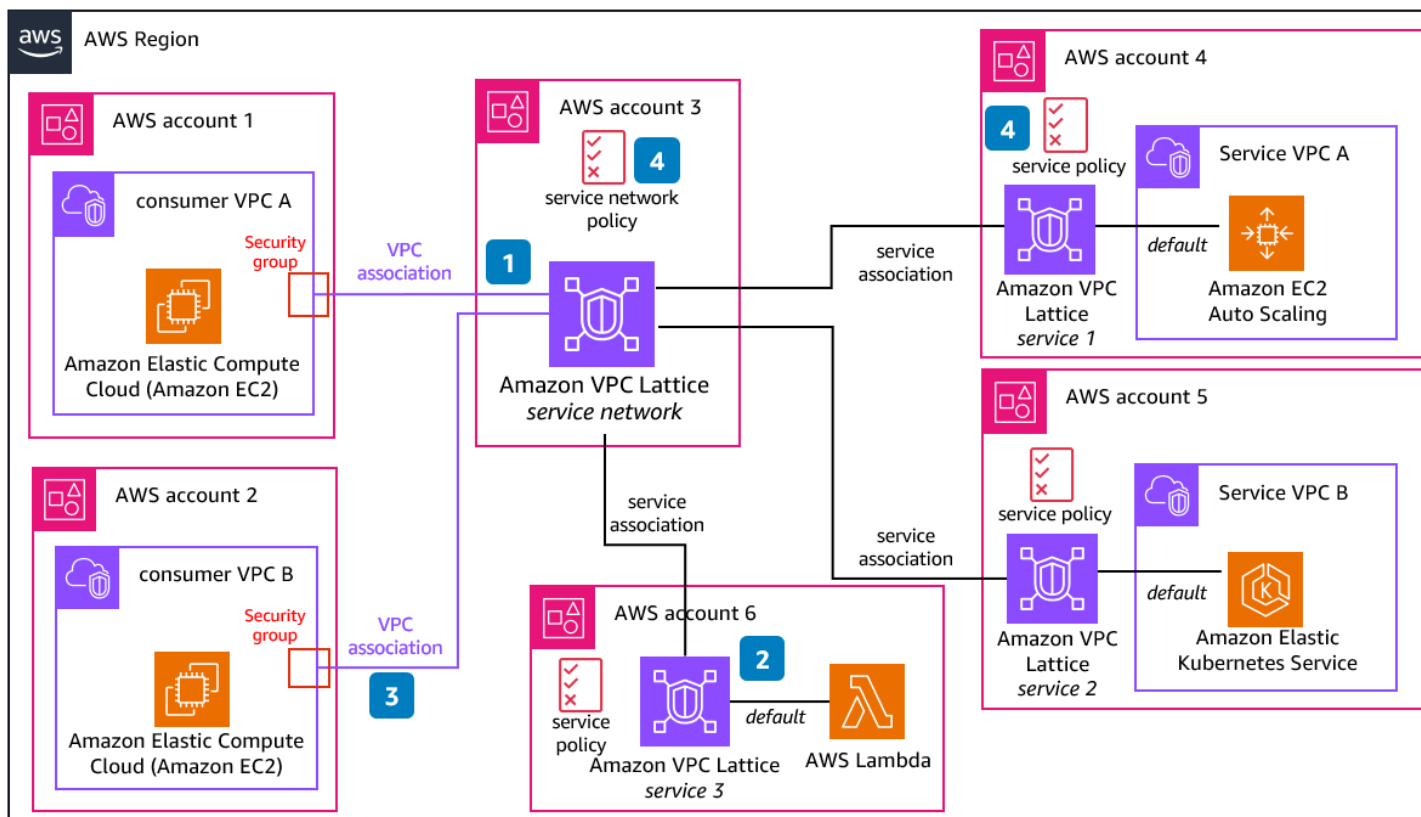 aws
AWS Region
AWS account 1
consumer VPC A
Security
group
Amazon Elastic Compute
Cloud (Amazon EC2)
VPC
association
AWS account 2
consumer VPC B
Security
group
Amazon Elastic Compute
Cloud (Amazon EC2)
VPC
association
3
AWS account 3
4
service network
policy
1
Amazon VPC Lattice
service network
service
association
service
association
service
association
AWS account 6
2
service
policy
default
Amazon VPC Lattice
service 3
AWS Lambda
AWS account 4
4
service policy
Service VPC A
default
Amazon VPC
Lattice
service 1
Amazon EC2
Auto Scaling
AWS account 5
service policy
Service VPC B
default
K
Amazon VPC
Lattice
service 2
Amazon Elastic
Kubernetes Service